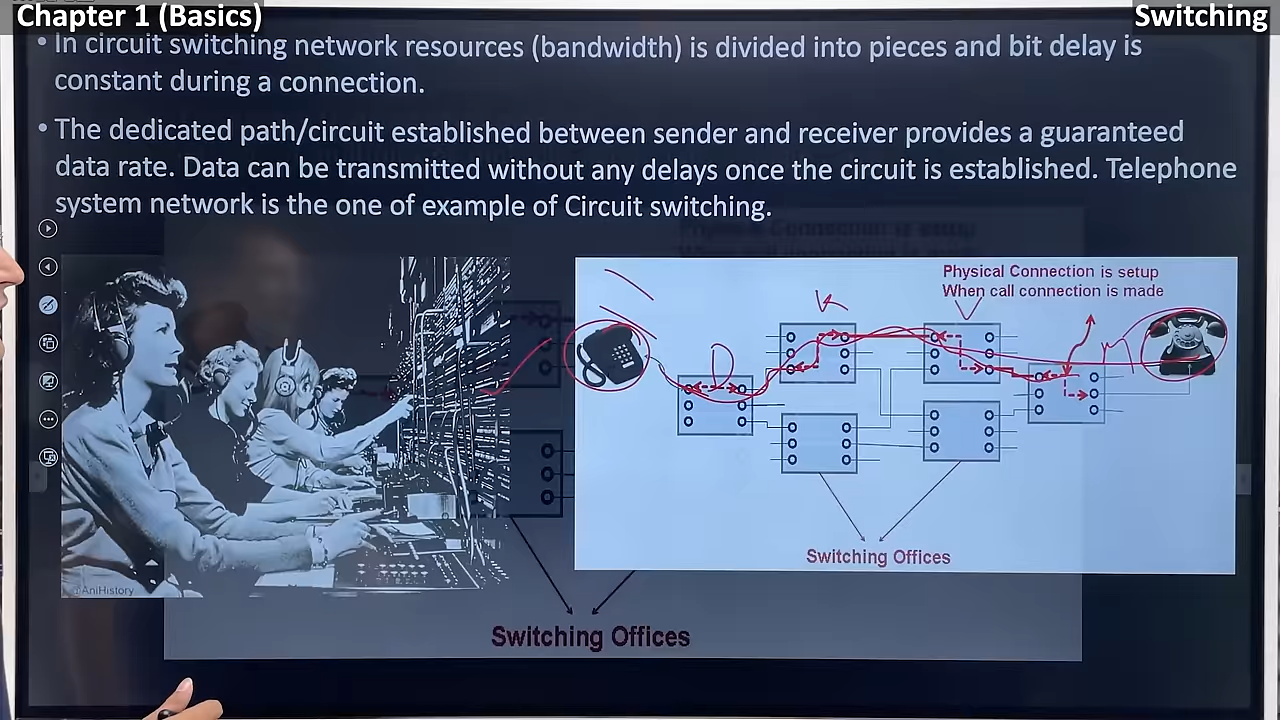 Chapter 1 (Basics)
Switching
• In circuit switching network resources (bandwidth) is divided into pieces and bit delay is
constant during a connection.
• The dedicated path/circuit established between sender and receiver provides a guaranteed
data rate. Data can be transmitted without any delays once the circuit is established. Telephone
system network is the one of example of Circuit switching.
Physical Connection is setup
When call connection is made
D
K
m
Switching Offices
@AniHistory
Switching Offices